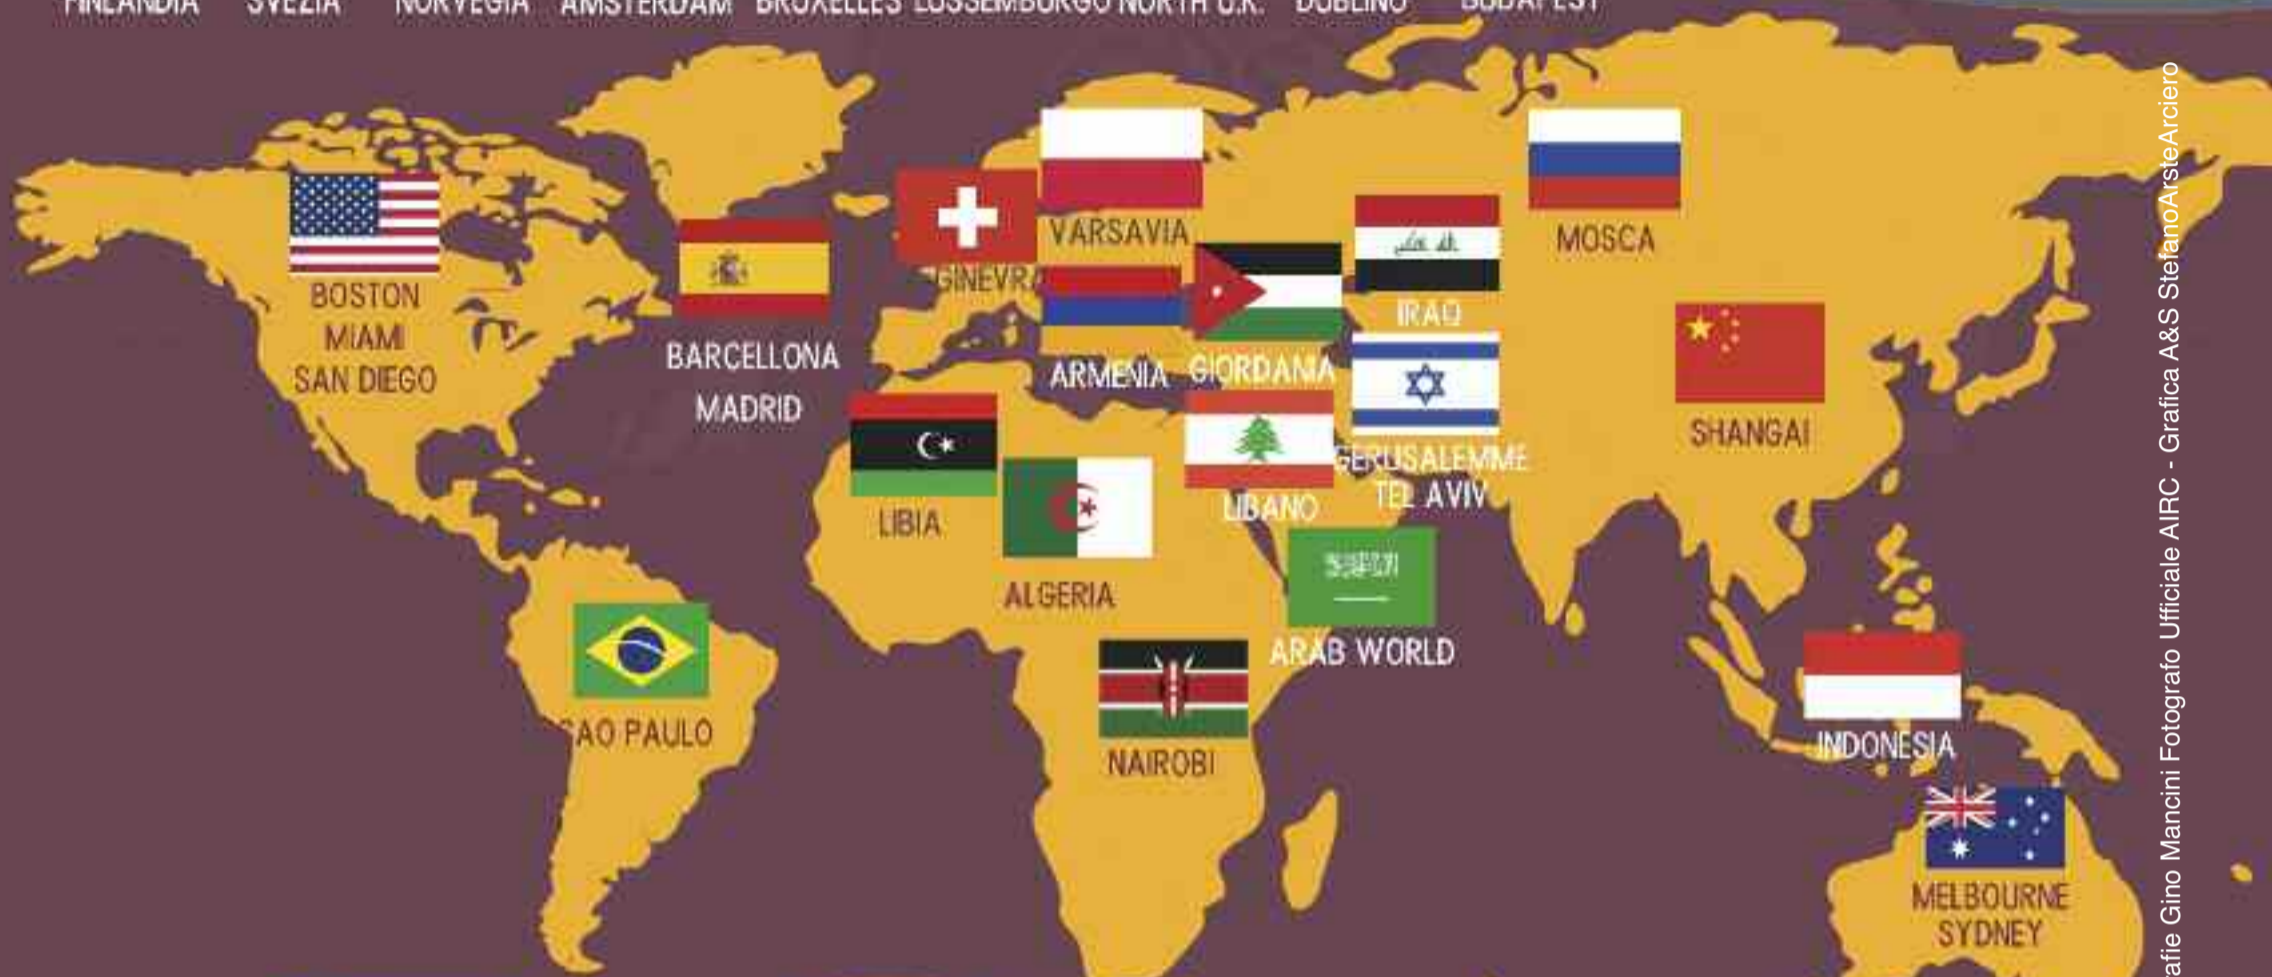 FINLANDIA SVEZIA NORVEGIA AMSTERDAM BRUXELLES LUSSEMBURGO NORTH U.K. DUBLINO BUDAPEST
BOSTON
MIAMI
SAN DIEGO
BARCELLONA
MADRID
GINEVRA
VARSAVIA
ARMENIA
GIORDANIA
IRAQ
MOSCA
GERUSALEMME
TEL AVIV
SHANGAI
LIBIA
ALGERIA
LIBANO
ARAB WORLD
SAO PAULO
NAIROBI
INDONESIA
MELBOURNE
SYDNEY
Gino Mancini Fotografo Ufficiale AIRC - Grafica A&S StefanoArsteArciero